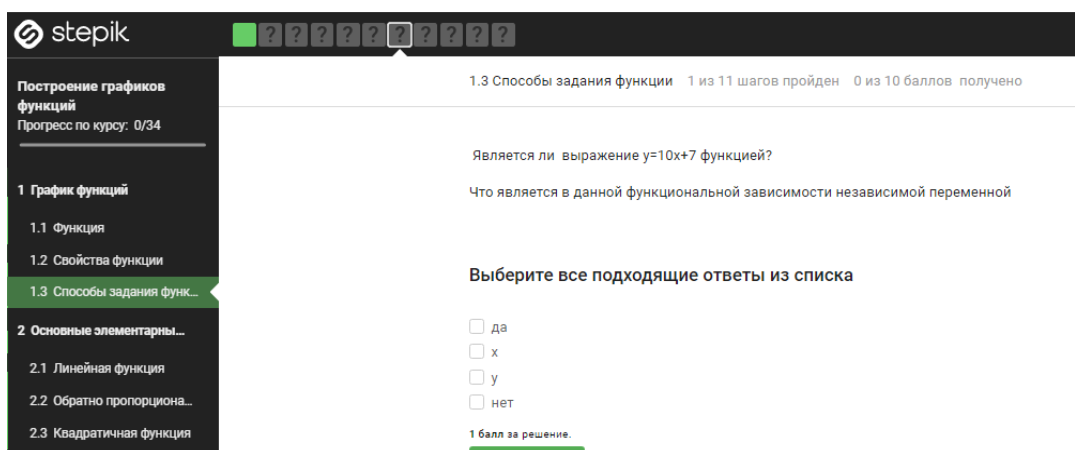 stepik
? ? ? ? ? ? ? ? ? ?
Построение графиков
функций
Прогресс по курсу: 0/34
1 График функций
1.1 Функция
1.2 Свойства функции
1.3 Способы задания функ...
2 Основные элементарны...
2.1 Линейная функция
2.2 Обратно пропорциона...
2.3 Квадратичная функция
1.3 Способы задания функции 1 из 11 шагов пройден 0 из 10 баллов получено
Является ли выражение y=10x+7 функцией?
Что является в данной функциональной зависимости независимой переменной
Выберите все подходящие ответы из списка
да
x
y
нет
1 балл за решение.